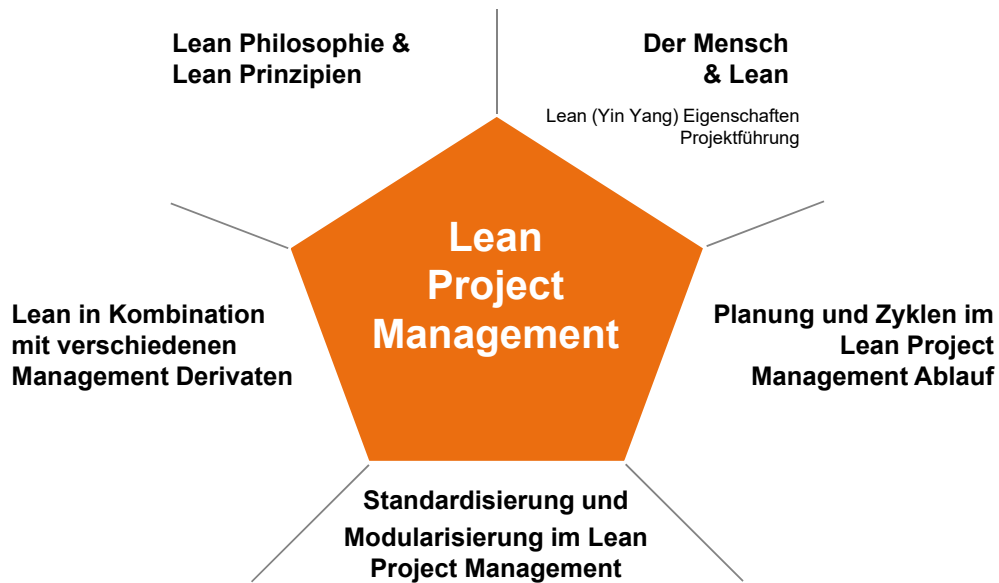 Lean Philosophie &
Lean Prinzipien
Der Mensch
& Lean
Lean (Yin Yang) Eigenschaften
Projektführung
Lean
Project
Management
Lean in Kombination
mit verschiedenen
Management Derivaten
Planung und Zyklen im
Lean Project
Management Ablauf
Standardisierung und
Modularisierung im Lean
Project Management